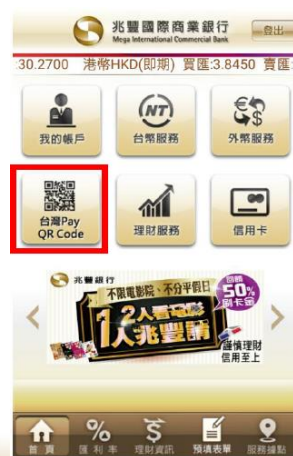 兆豐國際商業銀行
Mega International Commercial Bank
登出
30.2700 港幣HKD(即期) 買匯:3.8450 賣匯:
我的帳戶
NT
台幣服務
外幣服務
台灣Pay
QR Code
理財服務
信用卡
兆豐銀行
不限電影院、不分平假日
2人看電影
1人兆豐請
回饋
50%
刷卡金
謹慎理財
信用至上
首 頁
匯 利 率
理財資訊
預填表單
服務據點